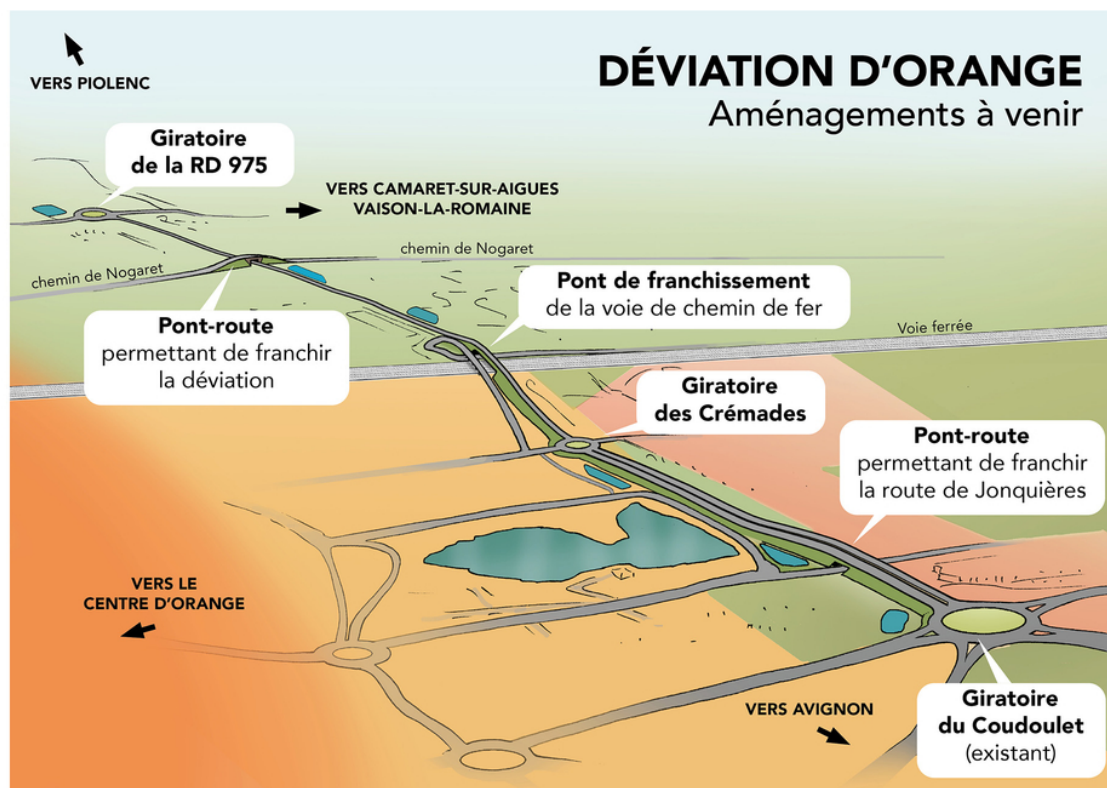 DÉVIATION D'ORANGE
Aménagements à venir
VERS PIOLENC
Giratoire
de la RD 975
VERS CAMARET-SUR-AIGUES
VAISON-LA-ROMAINE
chemin de Nogaret
chemin de Nogaret
Pont de franchissement
de la voie de chemin de fer
Pont-route
permettant de franchir
la déviation
Voie ferrée
Giratoire
des Crémades
Pont-route
permettant de franchir
la route de Jonquières
VERS LE
CENTRE D'ORANGE
VERS AVIGNON
Giratoire
du Coudoulet
(existant)